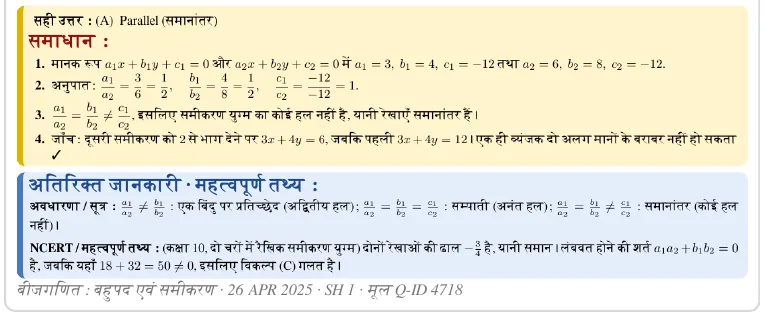 सही उत्तर : (A) Parallel (समानांतर)
समाधान :
1. मानक रूप a₁x + b₁y + c₁ = 0 और a₂x + b₂y + c₂ = 0 में a₁ = 3, b₁ = 4, c₁ = −12 तथा a₂ = 6, b₂ = 8, c₂ = −12.
2. अनुपात: a₁/a₂ = 3/6 = 1/2, b₁/b₂ = 4/8 = 1/2, c₁/c₂ = −12/−12 = 1.
3. a₁/a₂ = b₁/b₂ ≠ c₁/c₂, इसलिए समीकरण युग्म का कोई हल नहीं है, यानी रेखाएँ समानांतर हैं।
4. जाँच : दूसरी समीकरण को 2 से भाग देने पर 3x + 4y = 6, जबकि पहली 3x + 4y = 12। एक ही व्यंजक दो अलग मानों के बराबर नहीं हो सकता
✓
अतिरिक्त जानकारी · महत्वपूर्ण तथ्य :
अवधारणा / सूत्र : a₁/a₂ ≠ b₁/b₂ : एक बिंदु पर प्रतिच्छेद (अद्वितीय हल); a₁/a₂ = b₁/b₂ = c₁/c₂ : सम्पाती (अनंत हल); a₁/a₂ = b₁/b₂ ≠ c₁/c₂ : समानांतर (कोई हल
नहीं)।
NCERT / महत्वपूर्ण तथ्य : (कक्षा 10, दो चरों में रैखिक समीकरण युग्म) दोनों रेखाओं की ढाल −3/4 है, यानी समान। लंबवत होने की शर्त a₁a₂ + b₁b₂ = 0
है, जबकि यहाँ 18 + 32 = 50 ≠ 0, इसलिए विकल्प (C) गलत है।
बीजगणित : बहुपद एवं समीकरण · 26 APR 2025 · SH 1 · मूल Q-ID 4718